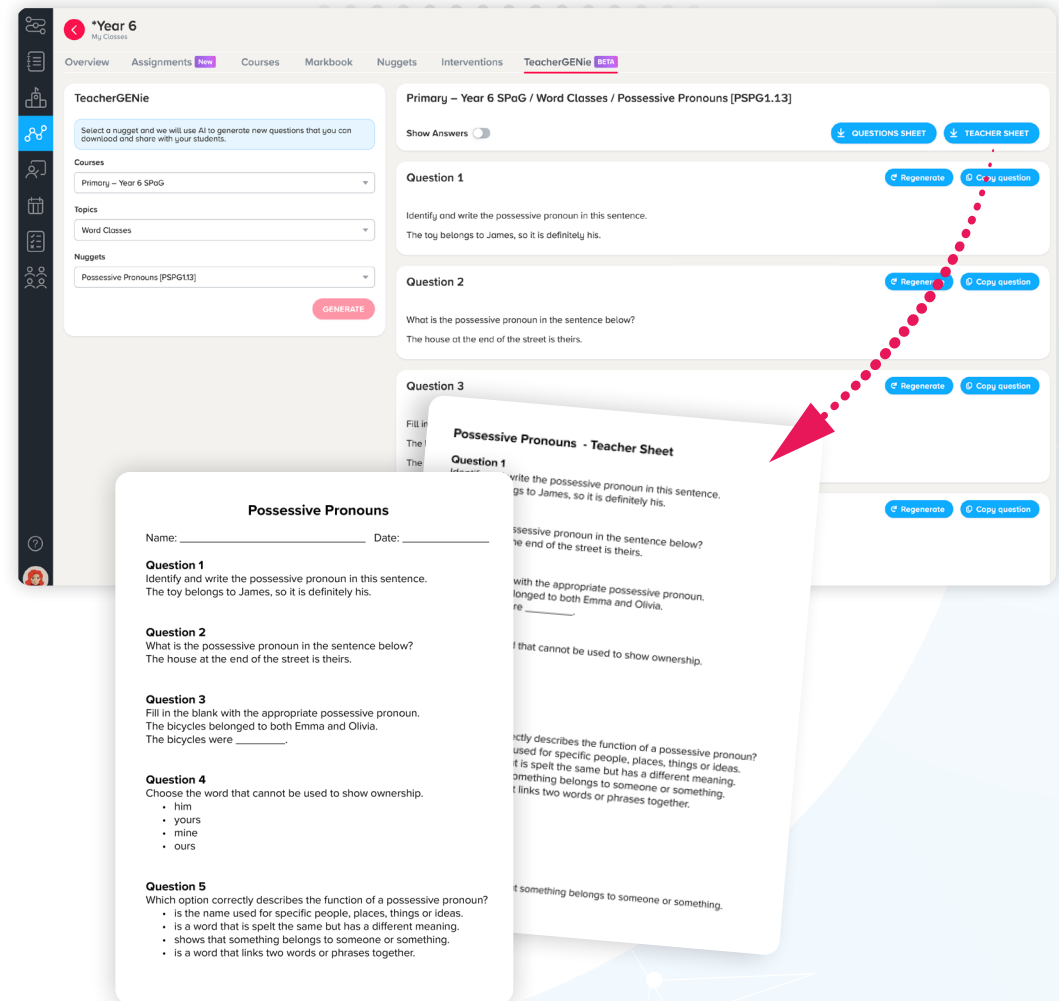 *Year 6
My Classes
Overview Assignments New Courses Markbook Nuggets Interventions TeacherGENie BETA
TeacherGENie
Select a nugget and we will use AI to generate new questions that you can
download and share with your students.
Courses
Primary – Year 6 SPaG
Topics
Word Classes
Nuggets
Possessive Pronouns [PSPG1.13]
GENERATE
Primary – Year 6 SPaG / Word Classes / Possessive Pronouns [PSPG1.13]
Show Answers
QUESTIONS SHEET
TEACHER SHEET
Question 1
Regenerate
Copy question
Identify and write the possessive pronoun in this sentence.
The toy belongs to James, so it is definitely his.
Question 2
Regenerate
Copy question
What is the possessive pronoun in the sentence below?
The house at the end of the street is theirs.
Question 3
Regenerate
Copy question
Fill in
The
The
Regenerate
Copy question
Possessive Pronouns - Teacher Sheet
Question 1
write the possessive pronoun in this sentence.
to James, so it is definitely his.
pronoun in the sentence below?
end of the street is theirs.
with the appropriate possessive pronoun.
to both Emma and Olivia.
________.
that cannot be used to show ownership.
describes the function of a possessive pronoun?
used for specific people, places, things or ideas.
is spelt the same but has a different meaning.
something belongs to someone or something.
links two words or phrases together.
something belongs to someone or something.
Possessive Pronouns
Name: ______________________________ Date: ______________
Question 1
Identify and write the possessive pronoun in this sentence.
The toy belongs to James, so it is definitely his.
Question 2
What is the possessive pronoun in the sentence below?
The house at the end of the street is theirs.
Question 3
Fill in the blank with the appropriate possessive pronoun.
The bicycles belonged to both Emma and Olivia.
The bicycles were ________.
Question 4
Choose the word that cannot be used to show ownership.
• him
• yours
• mine
• ours
Question 5
Which option correctly describes the function of a possessive pronoun?
• is the name used for specific people, places, things or ideas.
• is a word that is spelt the same but has a different meaning.
• shows that something belongs to someone or something.
• is a word that links two words or phrases together.